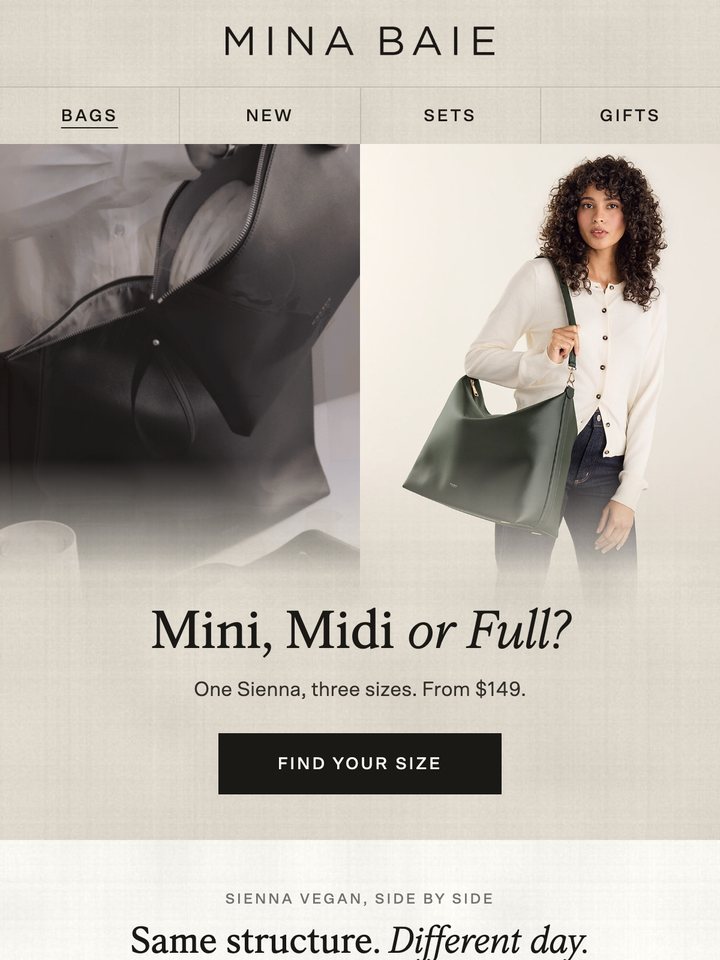 MINA BAIE
BAGS
NEW
SETS
GIFTS
Mini, Midi or Full?
One Sienna, three sizes. From $149.
FIND YOUR SIZE
SIENNA VEGAN, SIDE BY SIDE
Same structure. Different day.